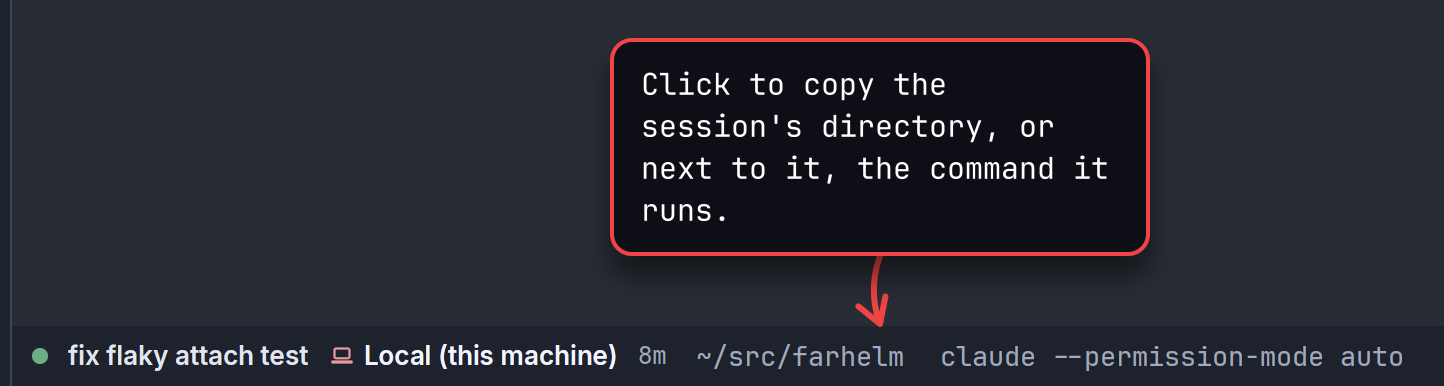 Click to copy the
session's directory, or
next to it, the command it
runs.
fix flaky attach test Local (this machine) 8m ~/src/farhelm claude --permission-mode auto